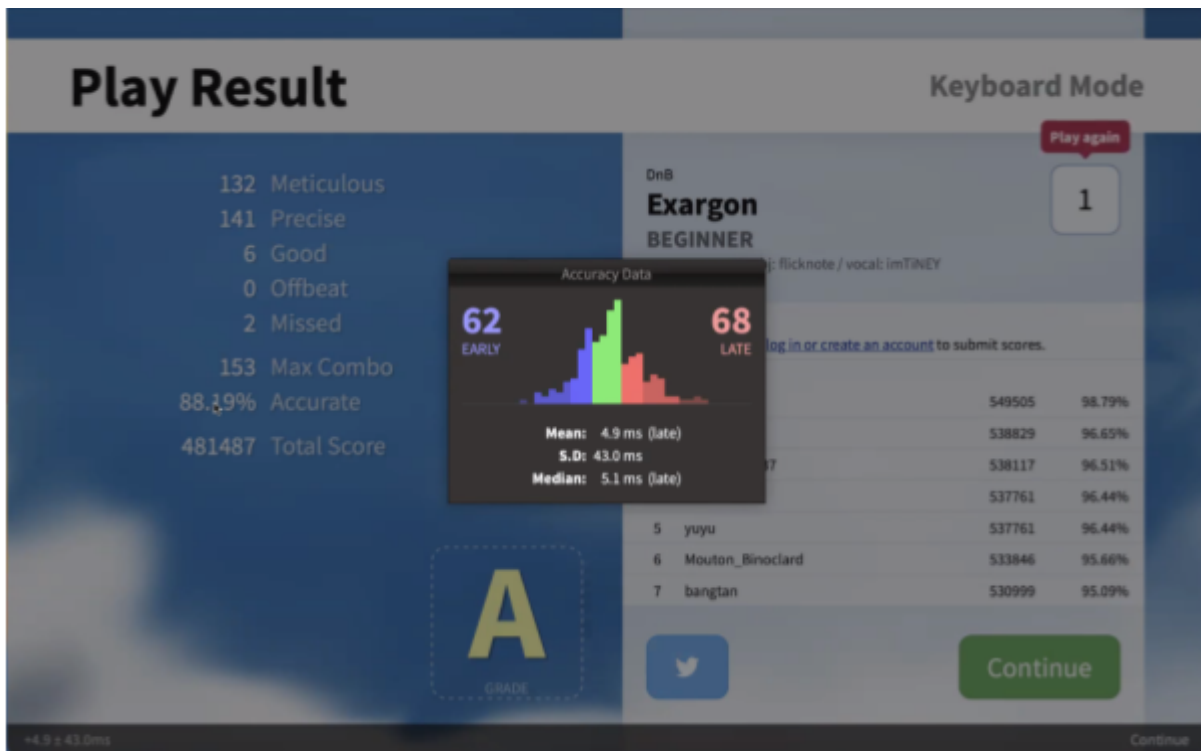 Play Result
Keyboard Mode
Play again
132 Meticulous
141 Precise
6 Good
0 Offbeat
2 Missed
153 Max Combo
88.19% Accurate
481487 Total Score
A
GRADE
DnB
Exargon
BEGINNER
j: flicknote / vocal: imTiNEY
1
Accuracy Data
62
EARLY
68
LATE
Mean: 4.9 ms (late)
S.D: 43.0 ms
Median: 5.1 ms (late)
log in or create an account to submit scores.
549505 98.79%
538829 96.65%
37 538117 96.51%
537761 96.44%
5 yuyu 537761 96.44%
6 Mouton_Binoclard 533846 95.66%
7 bangtan 530999 95.09%
Continue
+4.9 ± 43.0ms
Continue